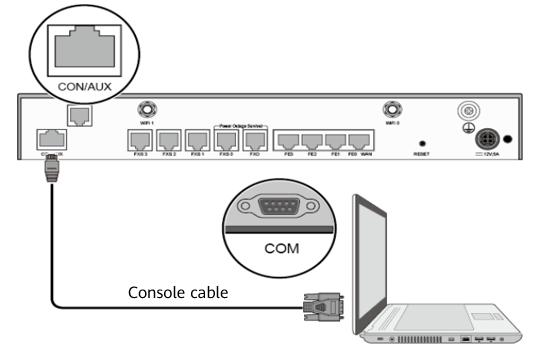 CON/AUX
WIFI 1
Power Outage Survival
WIFI 0
FXS 3 FXS 2 FXS 1 FXS 0 FXO
FE3 FE2 FE1 FE0 WAN
RESET
12V,5A
COM
Console cable